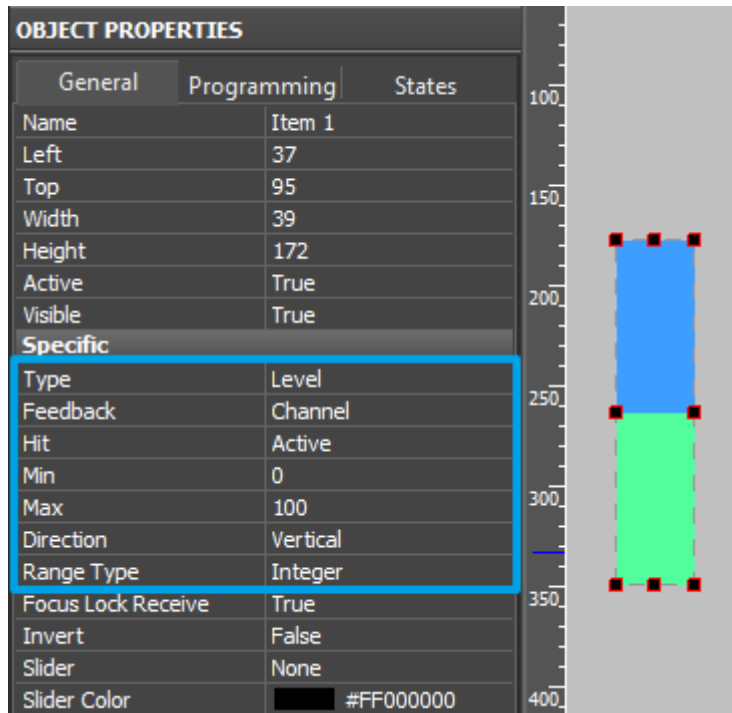 OBJECT PROPERTIES
General Programming States
Name Item 1
Left 37
Top 95
Width 39
Height 172
Active True
Visible True
Specific
Type Level
Feedback Channel
Hit Active
Min 0
Max 100
Direction Vertical
Range Type Integer
Focus Lock Receive True
Invert False
Slider None
Slider Color #FF000000
100
150
200
250
300
350
400